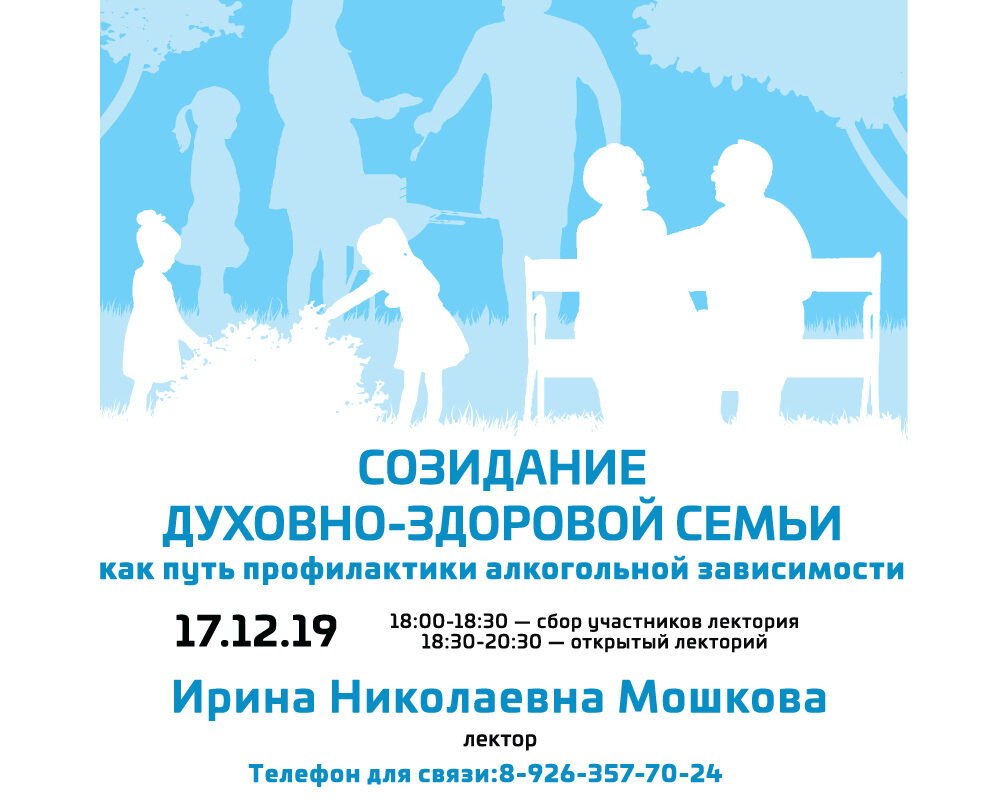 СОЗИДАНИЕ
ДУХОВНО-ЗДОРОВОЙ СЕМЬИ
как путь профилактики алкогольной зависимости
17.12.19
18:00-18:30 — сбор участников лектория
18:30-20:30 — открытый лекторий
Ирина Николаевна Мошкова
лектор
Телефон для связи:8-926-357-70-24